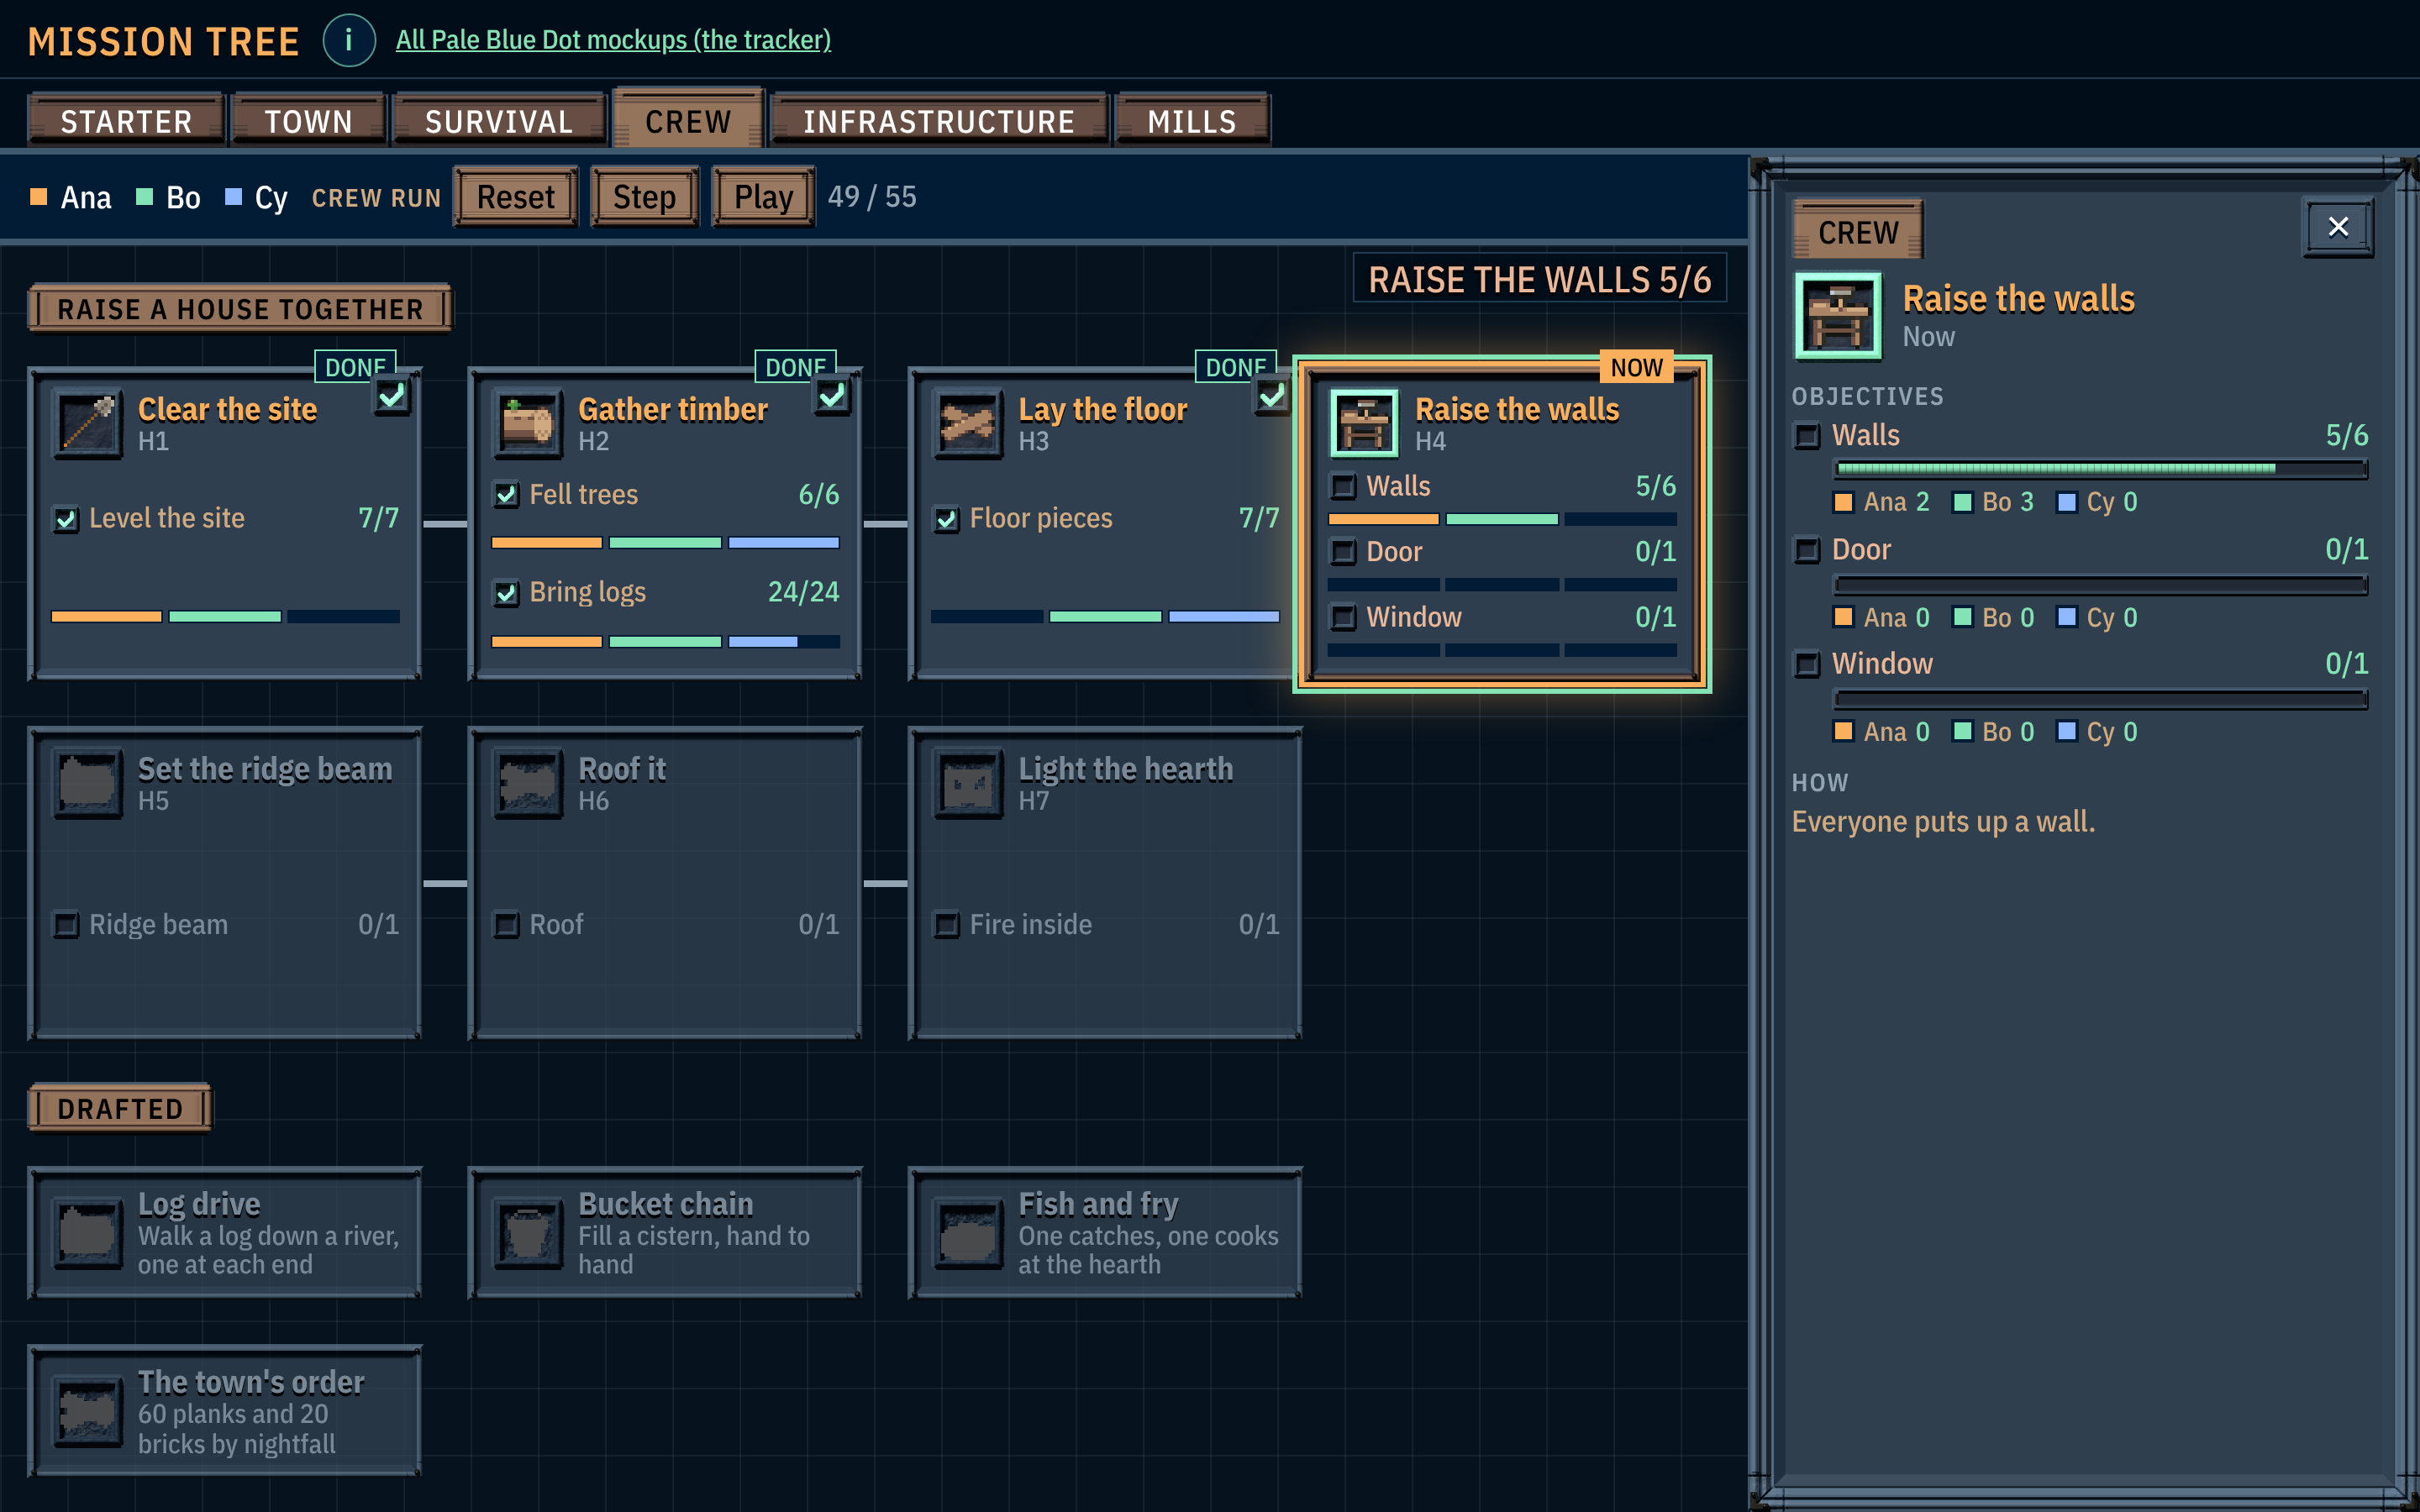 MISSION TREE
i
All Pale Blue Dot mockups (the tracker)
STARTER
TOWN
SURVIVAL
CREW
INFRASTRUCTURE
MILLS
Ana
Bo
Cy
CREW RUN
Reset
Step
Play
49 / 55
RAISE THE WALLS 5/6
RAISE A HOUSE TOGETHER
DONE
Clear the site
H1
Level the site
7/7
DONE
Gather timber
H2
Fell trees
6/6
Bring logs
24/24
DONE
Lay the floor
H3
Floor pieces
7/7
NOW
Raise the walls
H4
Walls
5/6
Door
0/1
Window
0/1
Set the ridge beam
H5
Ridge beam
0/1
Roof it
H6
Roof
0/1
Light the hearth
H7
Fire inside
0/1
DRAFTED
Log drive
Walk a log down a river,
one at each end
Bucket chain
Fill a cistern, hand to
hand
Fish and fry
One catches, one cooks
at the hearth
The town's order
60 planks and 20
bricks by nightfall
CREW
Raise the walls
Now
OBJECTIVES
Walls
5/6
Ana 2
Bo 3
Cy 0
Door
0/1
Ana 0
Bo 0
Cy 0
Window
0/1
Ana 0
Bo 0
Cy 0
HOW
Everyone puts up a wall.